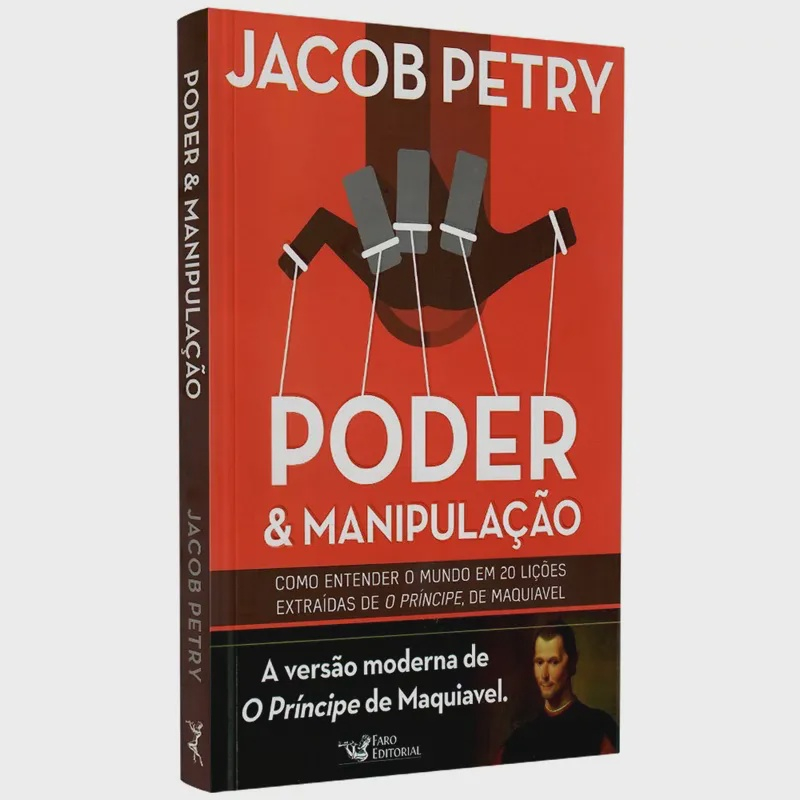 JACOB PETRY
PODER
& MANIPULAÇÃO
COMO ENTENDER O MUNDO EM 20 LIÇÕES
EXTRAÍDAS DE O PRÍNCIPE, DE MAQUIAVEL
A versão moderna de
O Príncipe de Maquiavel.
FARO
EDITORIAL
PODER & MANIPULAÇÃO
JACOB PETRY